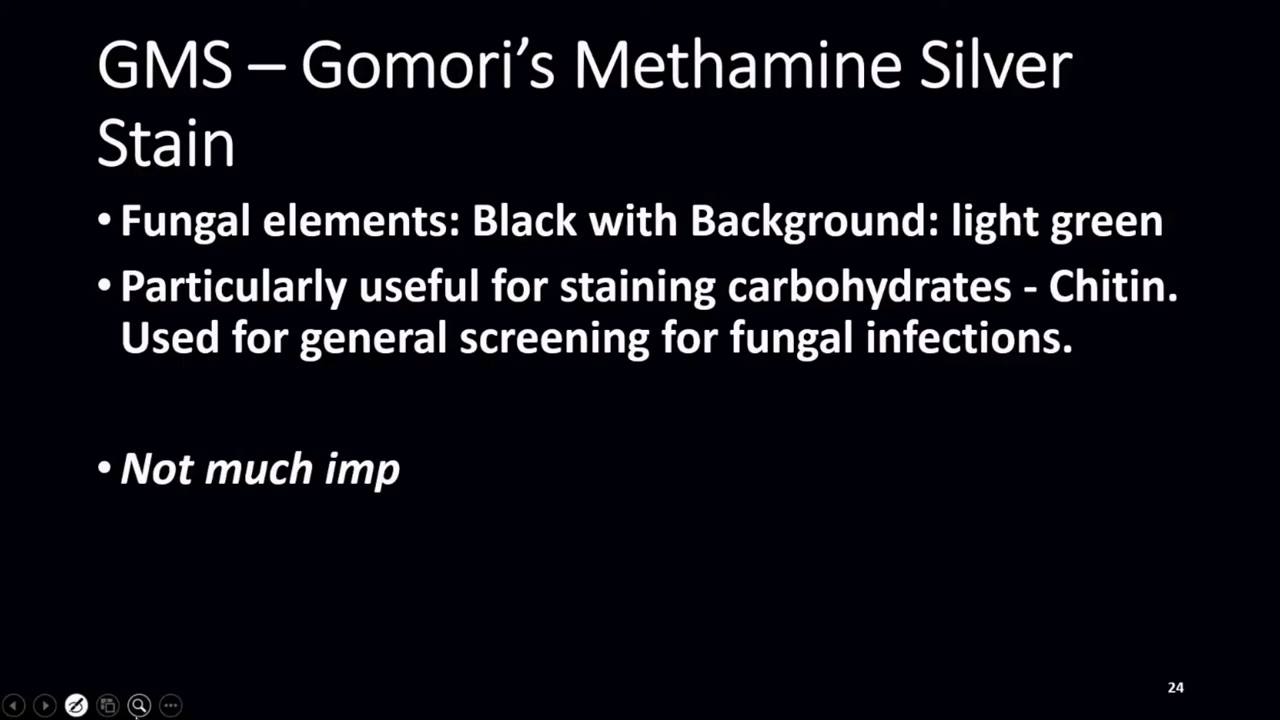 GMS – Gomori’s Methamine Silver
Stain
• Fungal elements: Black with Background: light green
• Particularly useful for staining carbohydrates - Chitin.
Used for general screening for fungal infections.
• Not much imp
24